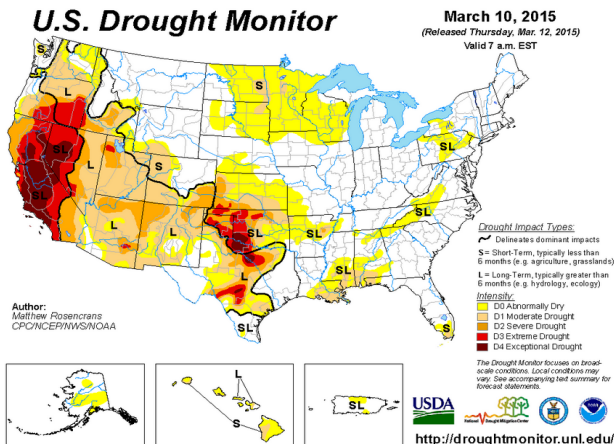 U.S. Drought Monitor
March 10, 2015
(Released Thursday, Mar. 12, 2015)
Valid 7 a.m. EST
S
L
S
L
SL
SL
L
S
SL
L
L
SL
SL
SL
SL
L
SL
S
Drought Impact Types:
Delineates dominant impacts
S = Short-Term, typically less than
6 months (e.g. agriculture, grasslands)
L = Long-Term, typically greater than
6 months (e.g. hydrology, ecology)
Intensity:
D0 Abnormally Dry
D1 Moderate Drought
D2 Severe Drought
D3 Extreme Drought
D4 Exceptional Drought
Author:
Matthew Rosencrans
CPC/NCEP/NWS/NOAA
The Drought Monitor focuses on broad-
scale conditions. Local conditions may
vary. See accompanying text summary for
forecast statements.
L
S
SL
USDA
National Drought Mitigation Center
http://droughtmonitor.unl.edu/